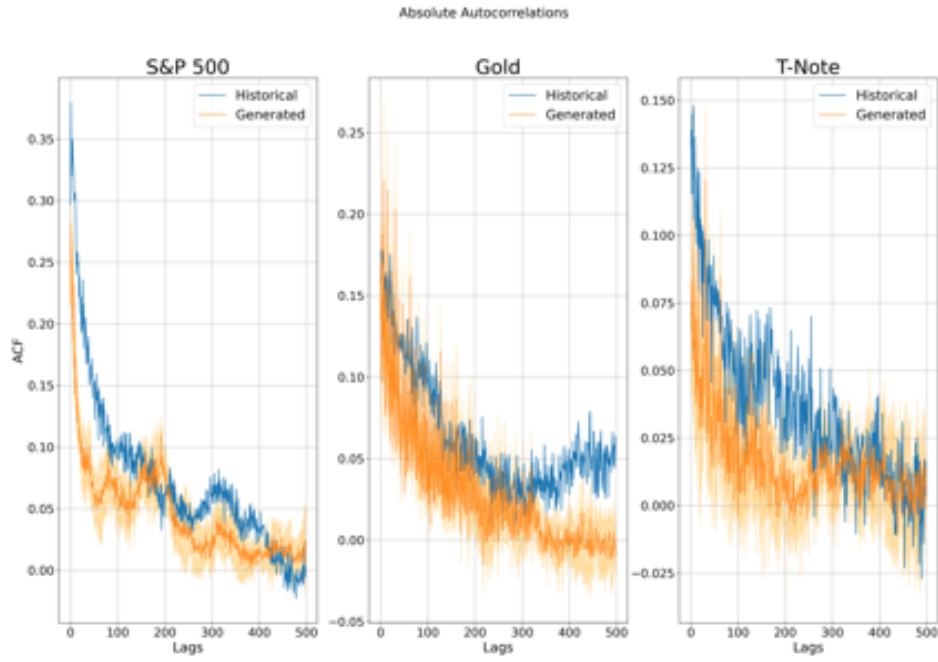 Absolute Autocorrelations
S&P 500
Gold
T-Note
Historical
Generated
Historical
Generated
Historical
Generated
ACF
0.35
0.30
0.25
0.20
0.15
0.10
0.05
0.00
0.25
0.20
0.15
0.10
0.05
0.00
−0.05
0.150
0.125
0.100
0.075
0.050
0.025
0.000
−0.025
0 100 200 300 400 500
0 100 200 300 400 500
0 100 200 300 400 500
Lags
Lags
Lags